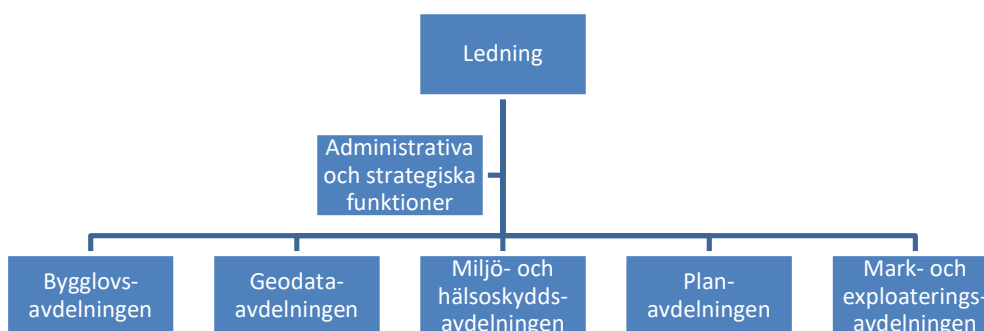 Ledning
Administrativa
och strategiska
funktioner
Bygglovs-
avdelningen
Geodata-
avdelningen
Miljö- och
hälsoskydds-
avdelningen
Plan-
avdelningen
Mark- och
exploaterings-
avdelningen